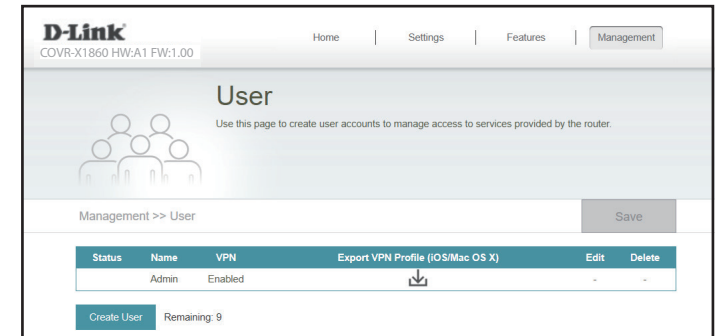 D-Link
COVR-X1860 HW:A1 FW:1.00
Home | Settings | Features | Management
User
Use this page to create user accounts to manage access to services provided by the router.
Management >> User
Save
Status Name VPN Export VPN Profile (iOS/Mac OS X) Edit Delete
Admin Enabled - -
Create User Remaining: 9